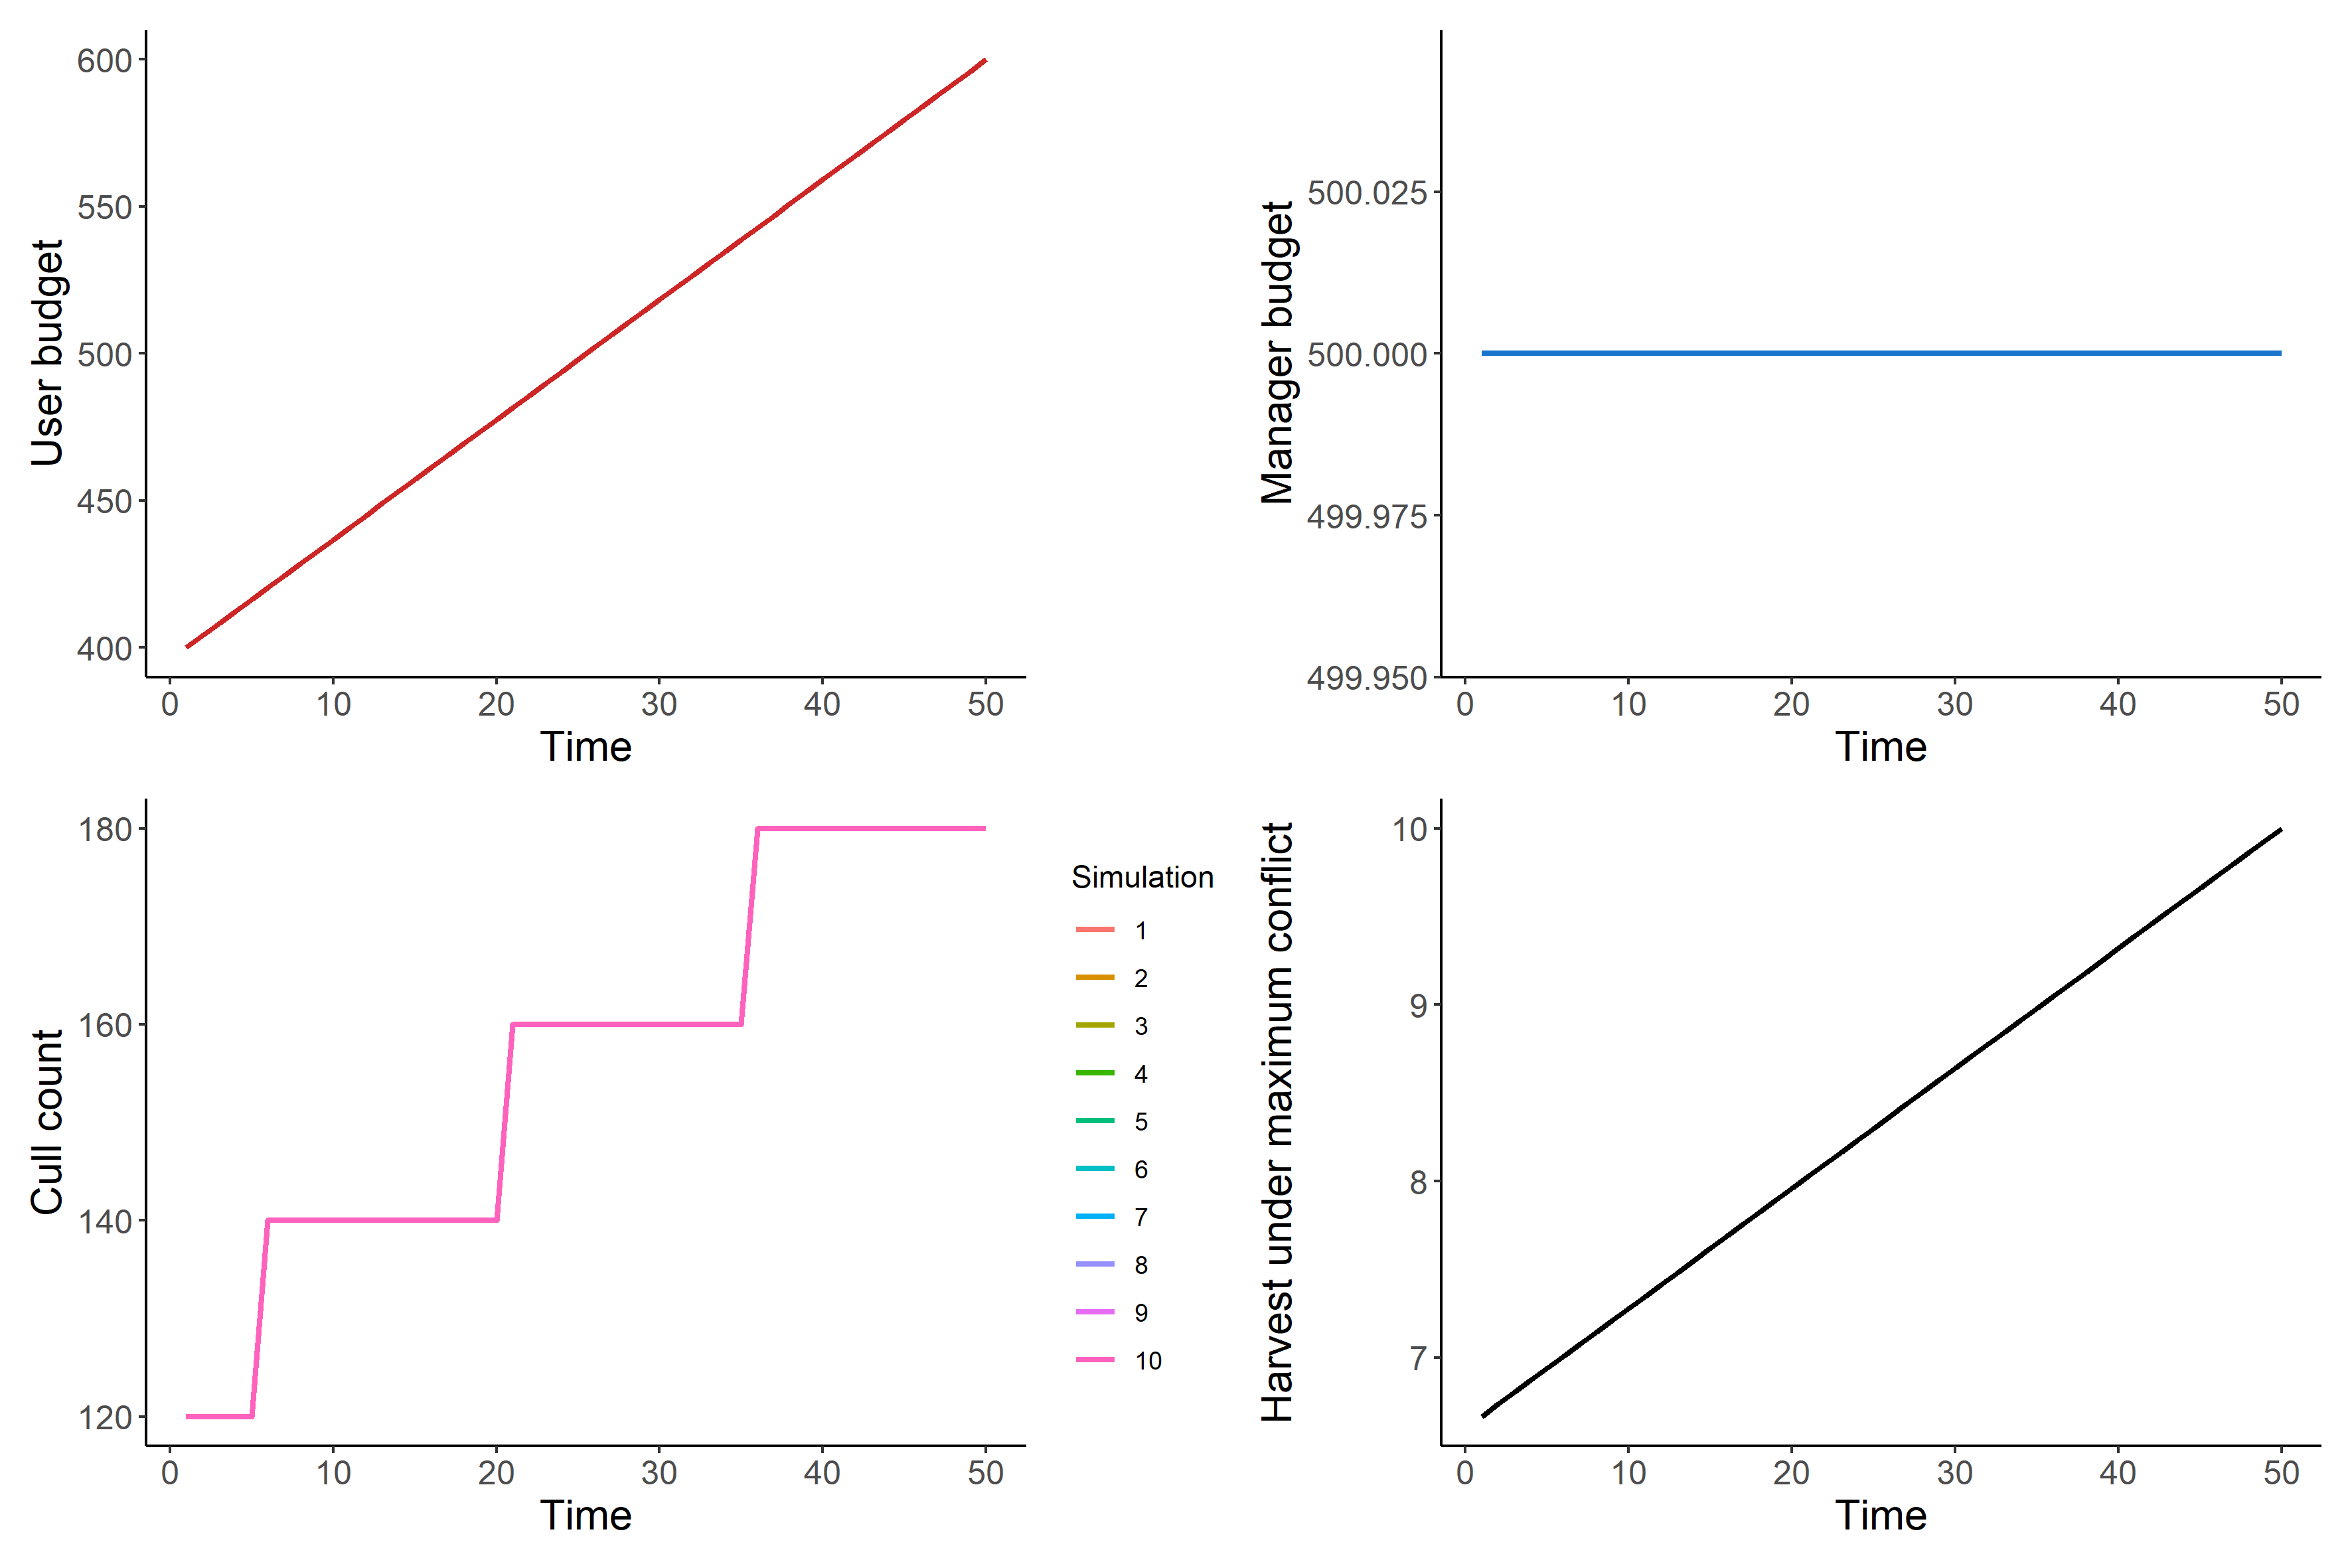 User budget
600
550
500
450
400
0 10 20 30 40 50
Time
Manager budget
500.025
500.000
499.975
499.950
0 10 20 30 40 50
Time
Cull count
180
160
140
120
0 10 20 30 40 50
Time
Simulation
1
2
3
4
5
6
7
8
9
10
Harvest under maximum conflict
10
9
8
7
0 10 20 30 40 50
Time